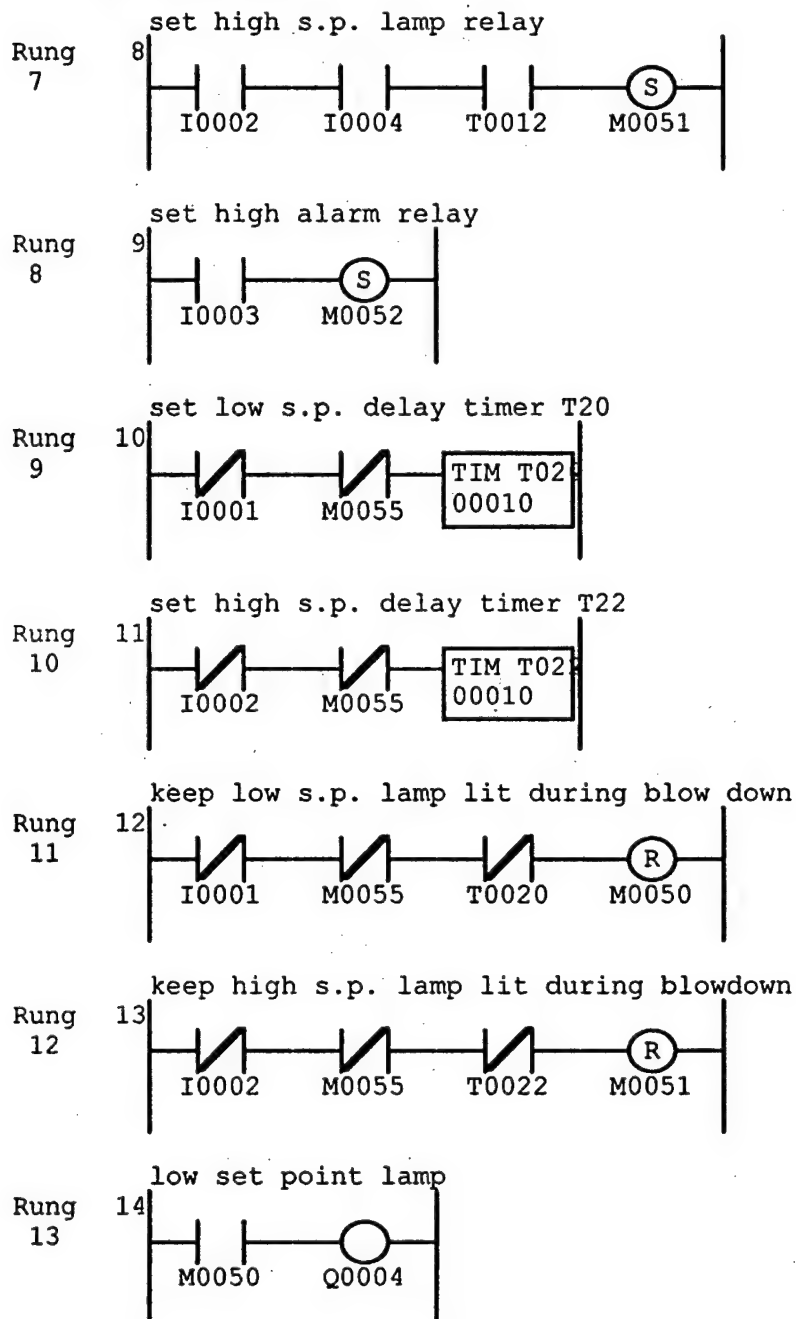 set high s.p. lamp relay
Rung 8
7
I0002 I0004 T0012 S M0051
set high alarm relay
Rung 9
8
I0003 S M0052
set low s.p. delay timer T20
Rung 10
9
TIM T02
00010
I0001 M0055
set high s.p. delay timer T22
Rung 11
10
TIM T02
00010
I0002 M0055
keep low s.p. lamp lit during blow down
Rung 12
11
I0001 M0055 T0020 R M0050
keep high s.p. lamp lit during blowdown
Rung 13
12
I0002 M0055 T0022 R M0051
low set point lamp
Rung 14
13
M0050 Q0004